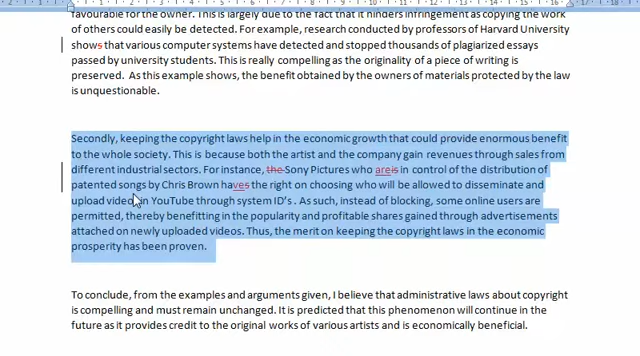 favourable for the owner. This is largely due to the fact that it hinders infringement as copying the work
of others could easily be detected. For example, research conducted by professors of Harvard University
shows that various computer systems have detected and stopped thousands of plagiarized essays
passed by university students. This is really compelling as the originality of a piece of writing is
preserved.  As this example shows, the benefit obtained by the owners of materials protected by the law
is unquestionable.
Secondly, keeping the copyright laws help in the economic growth that could provide enormous benefit
to the whole society. This is because both the artist and the company gain revenues through sales from
different industrial sectors. For instance, the Sony Pictures who areis in control of the distribution of
patented songs by Chris Brown haves the right on choosing who will be allowed to disseminate and
upload videos in YouTube through system ID's . As such, instead of blocking, some online users are
permitted, thereby benefitting in the popularity and profitable shares gained through advertisements
attached on newly uploaded videos. Thus, the merit on keeping the copyright laws in the economic
prosperity has been proven.
To conclude, from the examples and arguments given, I believe that administrative laws about copyright
is compelling and must remain unchanged. It is predicted that this phenomenon will continue in the
future as it provides credit to the original works of various artists and is economically beneficial.